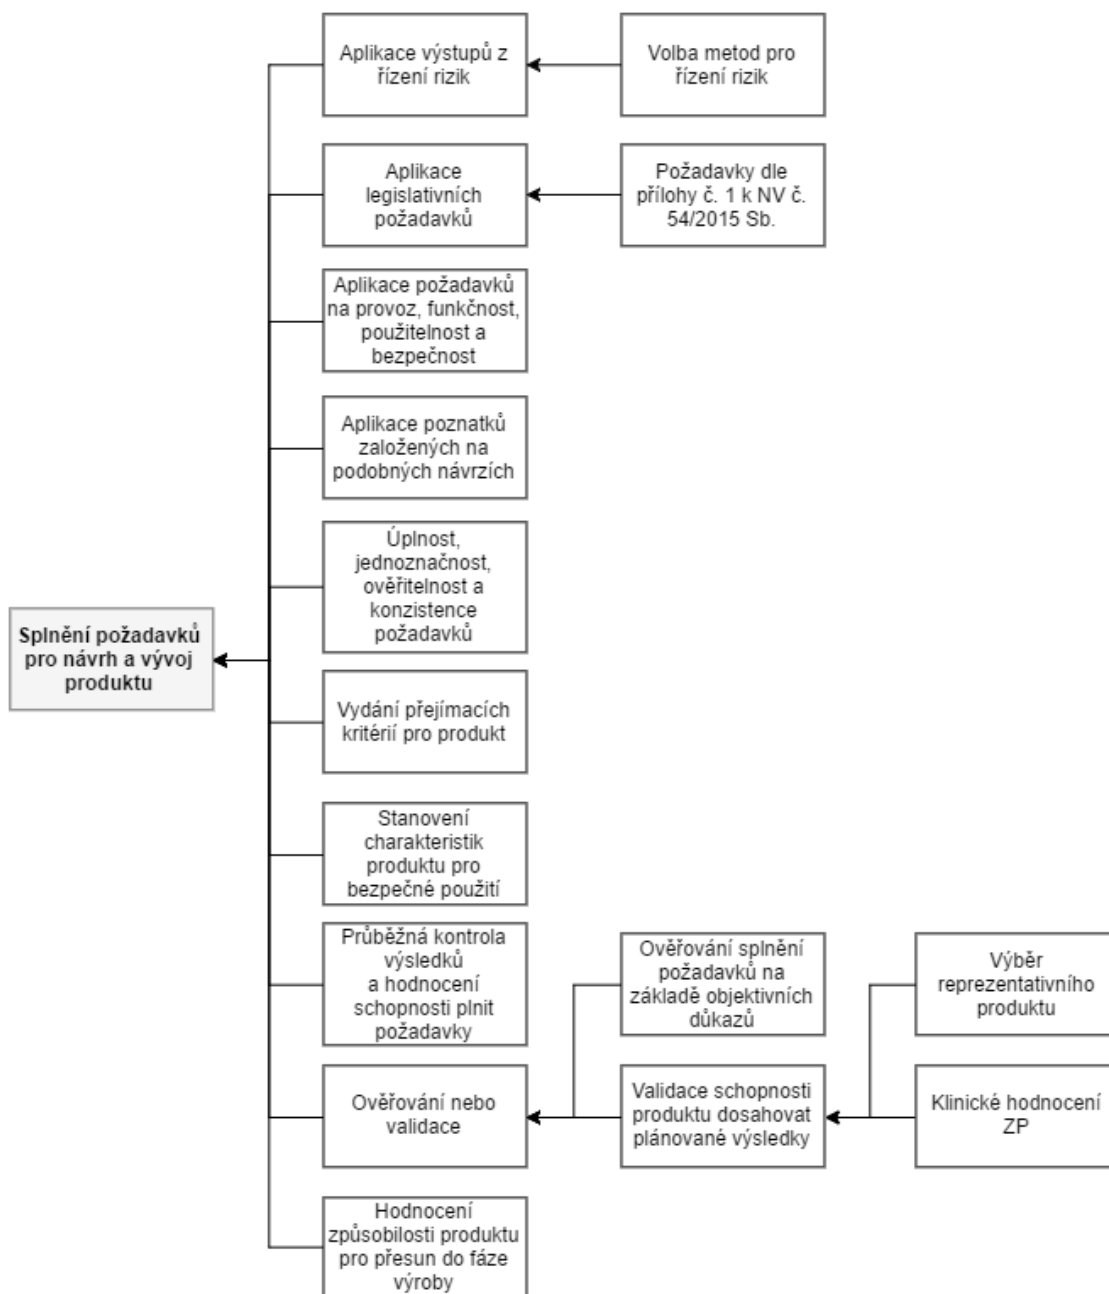 Aplikace výstupů z
řízení rizik
Volba metod pro
řízení rizik
Aplikace
legislativních
požadavků
Požadavky dle
přílohy č. 1 k NV č.
54/2015 Sb.
Aplikace požadavků
na provoz, funkčnost,
použitelnost a
bezpečnost
Aplikace poznatků
založených na
podobných návrzích
Úplnost,
jednoznačnost,
ověřitelnost a
konzistence
požadavků
Splnění požadavků
pro návrh a vývoj
produktu
Vydání přejímacích
kritérií pro produkt
Stanovení
charakteristik
produktu pro
bezpečné použití
Průběžná kontrola
výsledků
a hodnocení
schopnosti plnit
požadavky
Ověřování splnění
požadavků na
základě objektivních
důkazů
Výběr
reprezentativního
produktu
Ověřování nebo
validace
Validace schopnosti
produktu dosahovat
plánované výsledky
Klinické hodnocení
ZP
Hodnocení
způsobilosti produktu
pro přesun do fáze
výroby